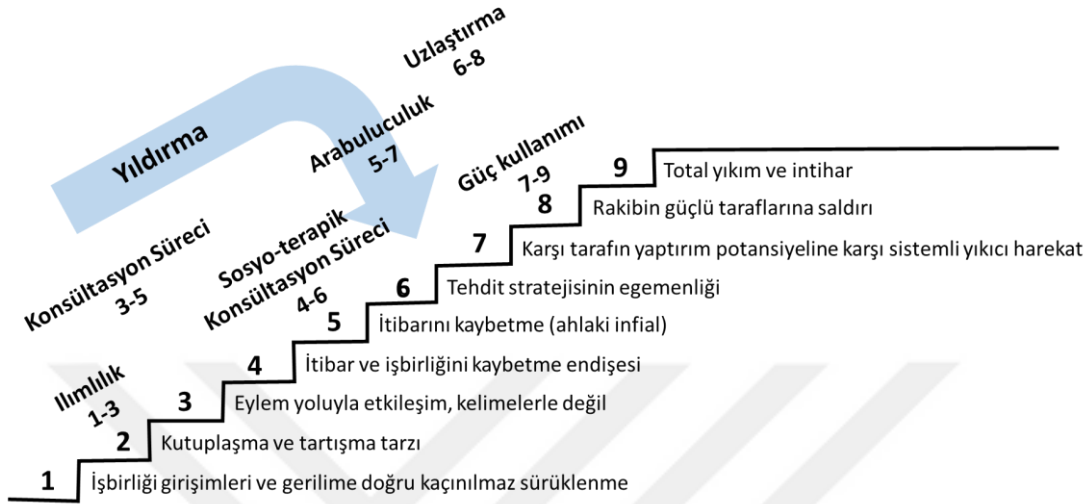 Uzlaştırma
6-8
Arabuluculuk
5-7
Yıldırma
Güç kullanımı
7-9
Konsültasyon Süreci
3-5
Sosyo-terapik
Konsültasyon Süreci
4-6
Ilımlılık
1-3
9 Total yıkım ve intihar
8 Rakibin güçlü taraflarına saldırı
7 Karşı tarafın yaptırım potansiyeline karşı sistemli yıkıcı harekat
6 Tehdit stratejisinin egemenliği
5 İtibarını kaybetme (ahlaki infial)
4 İtibar ve işbirliğini kaybetme endişesi
3 Eylem yoluyla etkileşim, kelimelerle değil
2 Kutuplaşma ve tartışma tarzı
1 İşbirliği girişimleri ve gerilime doğru kaçınılmaz sürüklenme